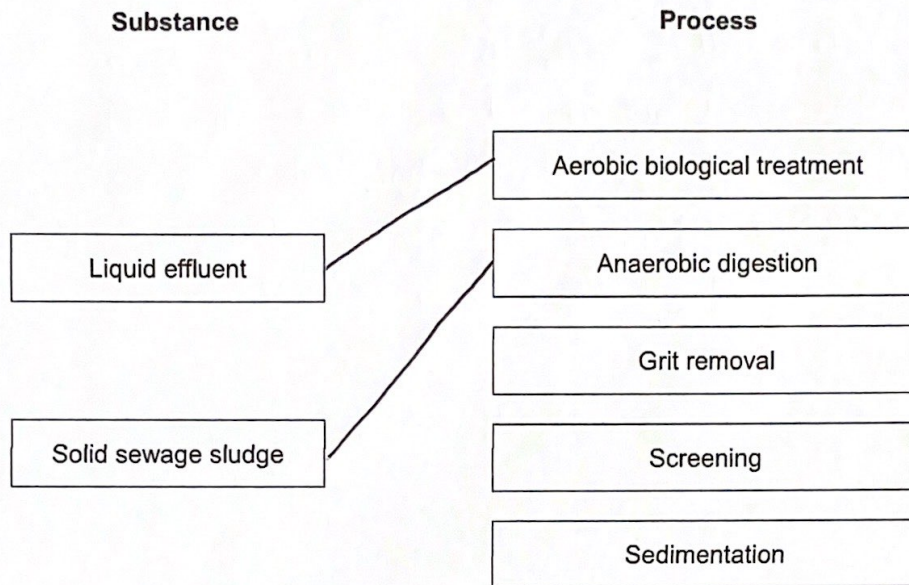 Substance
Process
Aerobic biological treatment
Liquid effluent
Anaerobic digestion
Grit removal
Solid sewage sludge
Screening
Sedimentation